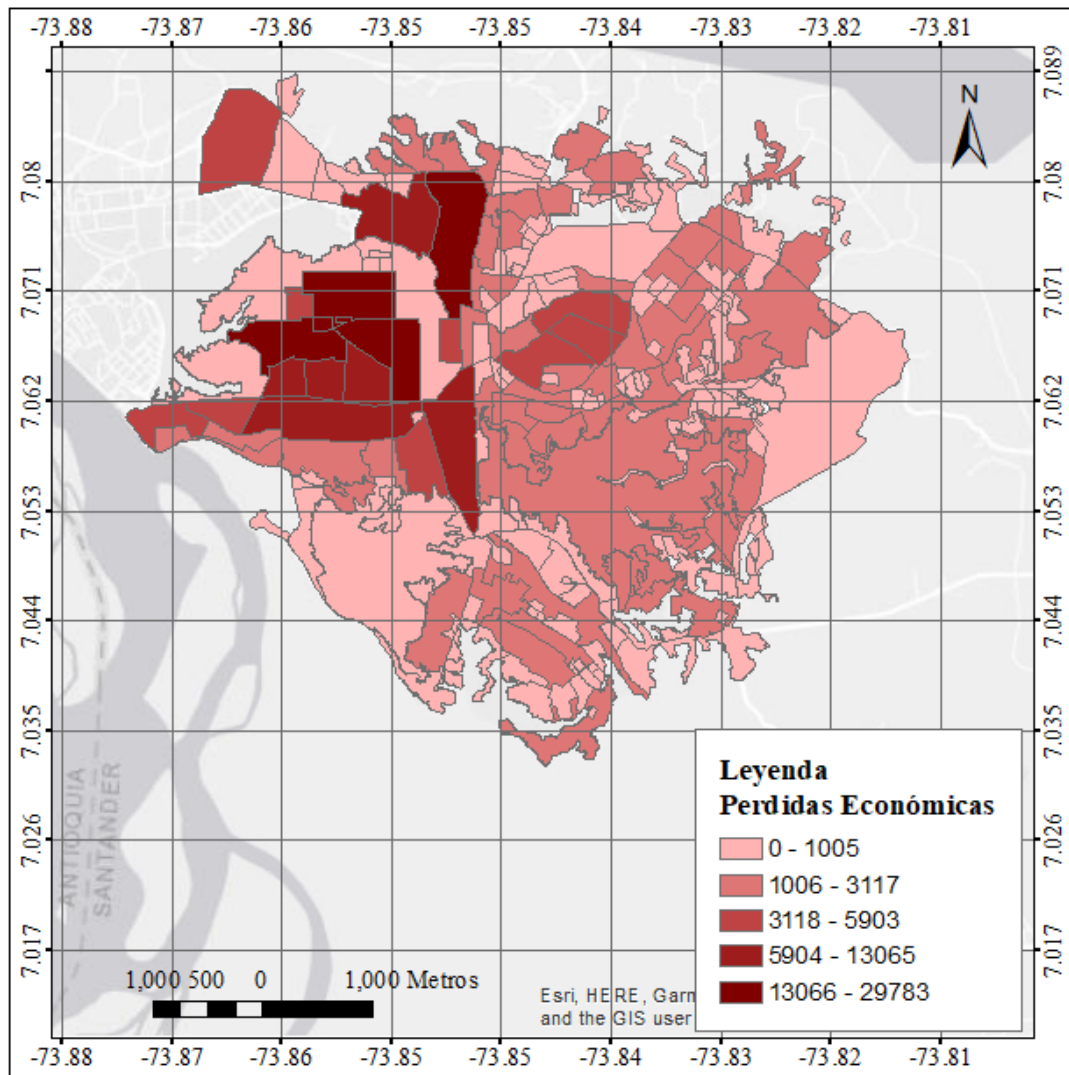 -73.88 -73.87 -73.86 -73.85 -73.85 -73.84 -73.83 -73.82 -73.81
7.089
N
7.08 7.08
7.071 7.071
7.062 7.062
7.053 7.053
7.044 7.044
7.035 7.035
ANTIOQUIA
SANTANDER
Leyenda
Perdidas Económicas
0 - 1005
1006 - 3117
3118 - 5903
5904 - 13065
13066 - 29783
7.026 7.026
7.017 7.017
1,000 500 0 1,000 Metros
Esri, HERE, Garm
and the GIS user
-73.88 -73.87 -73.86 -73.85 -73.85 -73.84 -73.83 -73.82 -73.81